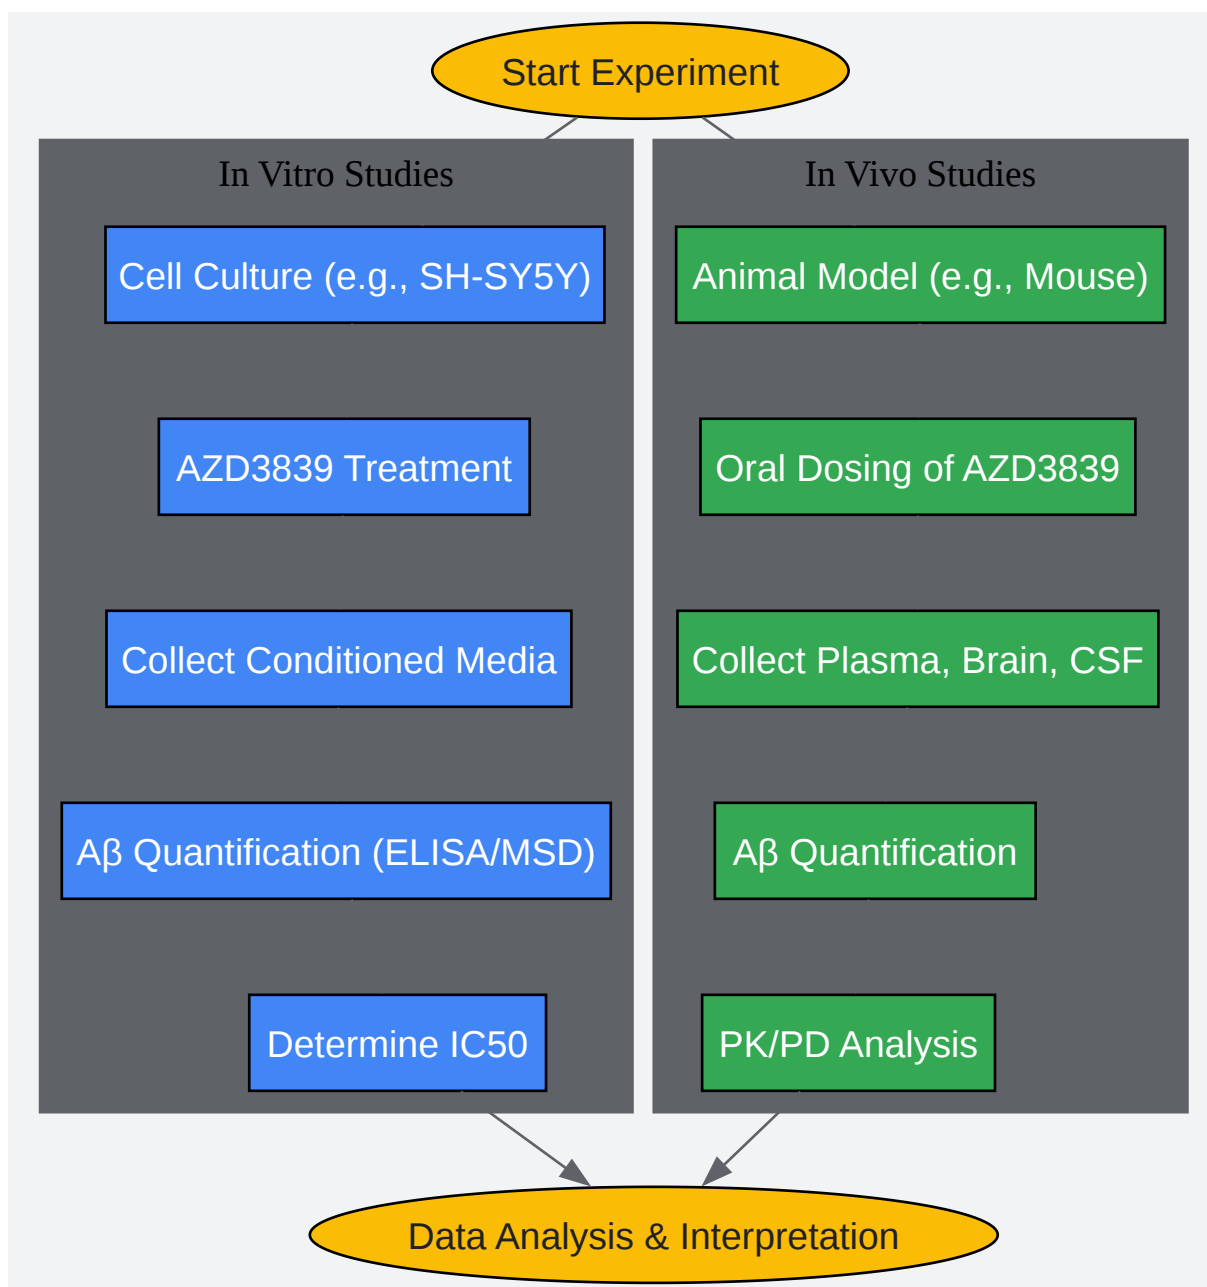 Start Experiment
In Vitro Studies
Cell Culture (e.g., SH-SY5Y)
AZD3839 Treatment
Collect Conditioned Media
Aβ Quantification (ELISA/MSD)
Determine IC50
In Vivo Studies
Animal Model (e.g., Mouse)
Oral Dosing of AZD3839
Collect Plasma, Brain, CSF
Aβ Quantification
PK/PD Analysis
Data Analysis & Interpretation